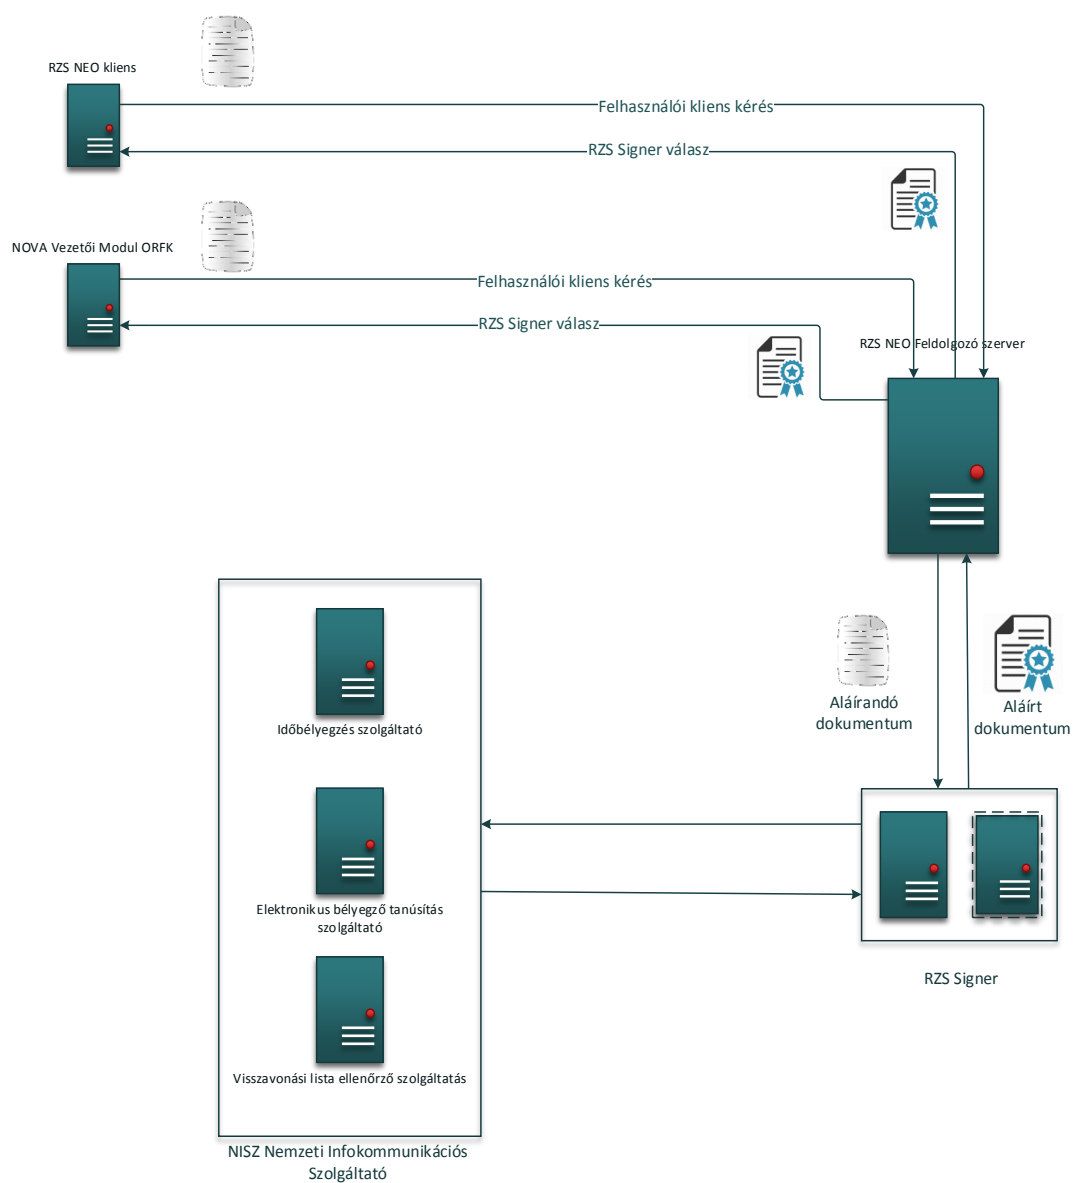 RZS NEO kliens
Felhasználói kliens kérés
RZS Signer válasz
NOVA Vezetői Modul ORFK
Felhasználói kliens kérés
RZS Signer válasz
RZS NEO Feldolgozó szerver
Aláírandó
dokumentum
Aláírt
dokumentum
Időbélyegzés szolgáltató
Elektronikus bélyegző tanúsítás
szolgáltató
RZS Signer
Visszavonási lista ellenőrző szolgáltatás
NISZ Nemzeti Infokommunikációs
Szolgáltató